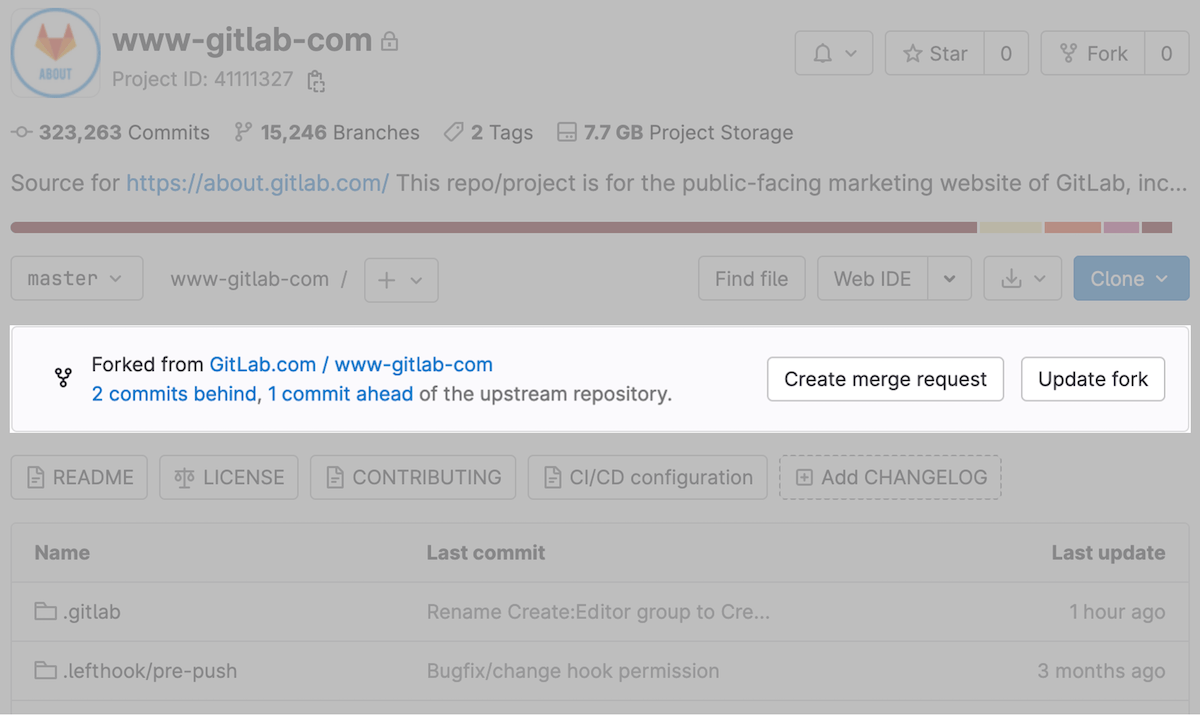 www-gitlab-com
ABOUT
Project ID: 41111327
Star 0 Fork 0
323,263 Commits 15,246 Branches 2 Tags 7.7 GB Project Storage
Source for https://about.gitlab.com/ This repo/project is for the public-facing marketing website of GitLab, inc...
master www-gitlab-com / + Find file Web IDE Clone
Forked from GitLab.com / www-gitlab-com
2 commits behind, 1 commit ahead of the upstream repository.
Create merge request Update fork
README LICENSE CONTRIBUTING CI/CD configuration Add CHANGELOG
Name Last commit Last update
.gitlab Rename Create:Editor group to Cre... 1 hour ago
.lefthook/pre-push Bugfix/change hook permission 3 months ago